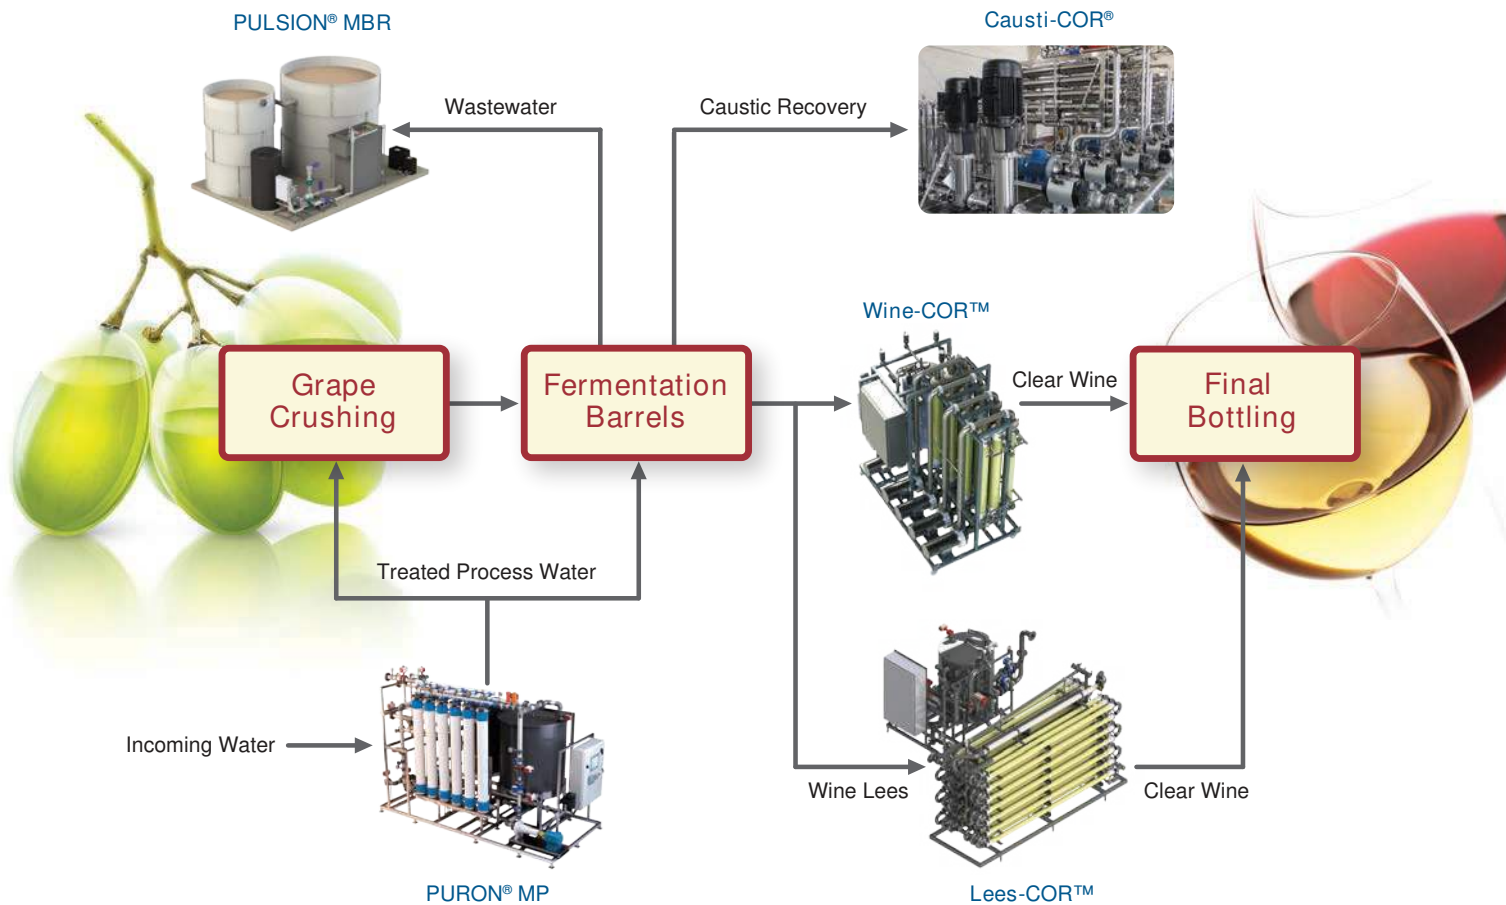 PULSION® MBR
Causti-COR®
Wastewater
Caustic Recovery
Wine-COR™
Grape
Crushing
Fermentation
Barrels
Clear Wine
Final
Bottling
Treated Process Water
Incoming Water
Wine Lees
Clear Wine
PURON® MP
Lees-COR™